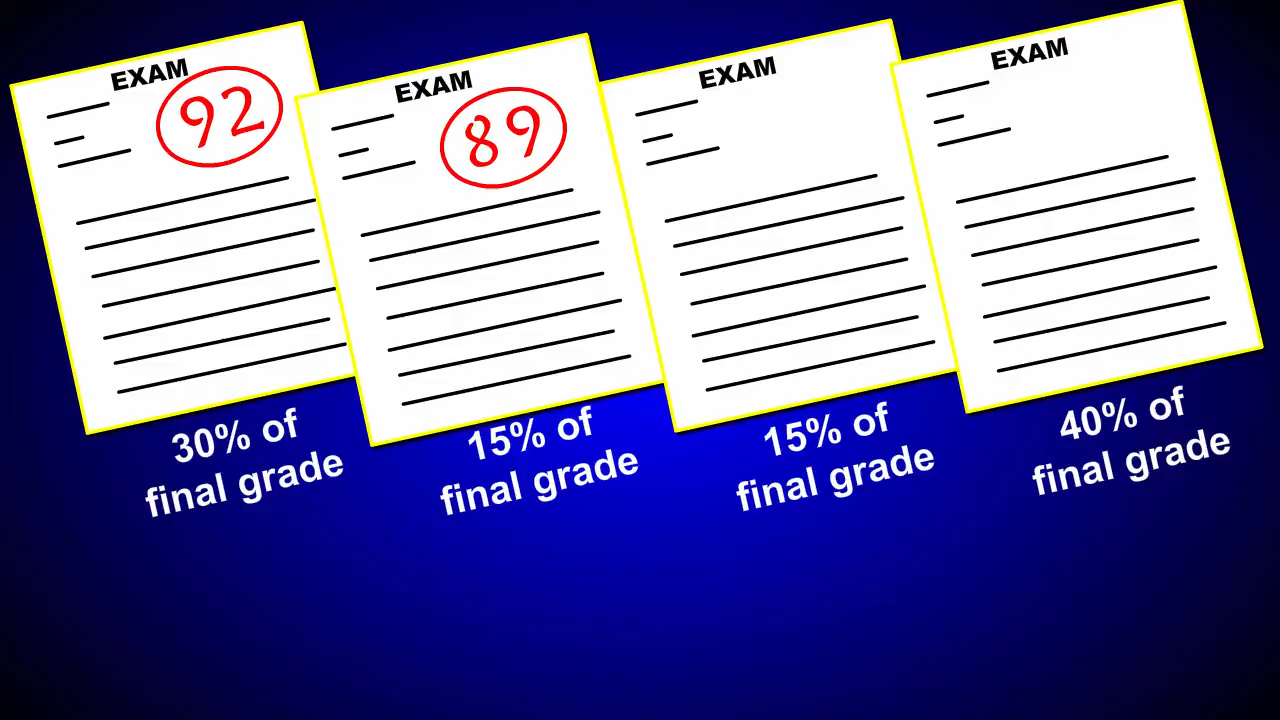 EXAM
92
30% of
final grade
EXAM
89
15% of
final grade
EXAM
15% of
final grade
EXAM
40% of
final grade